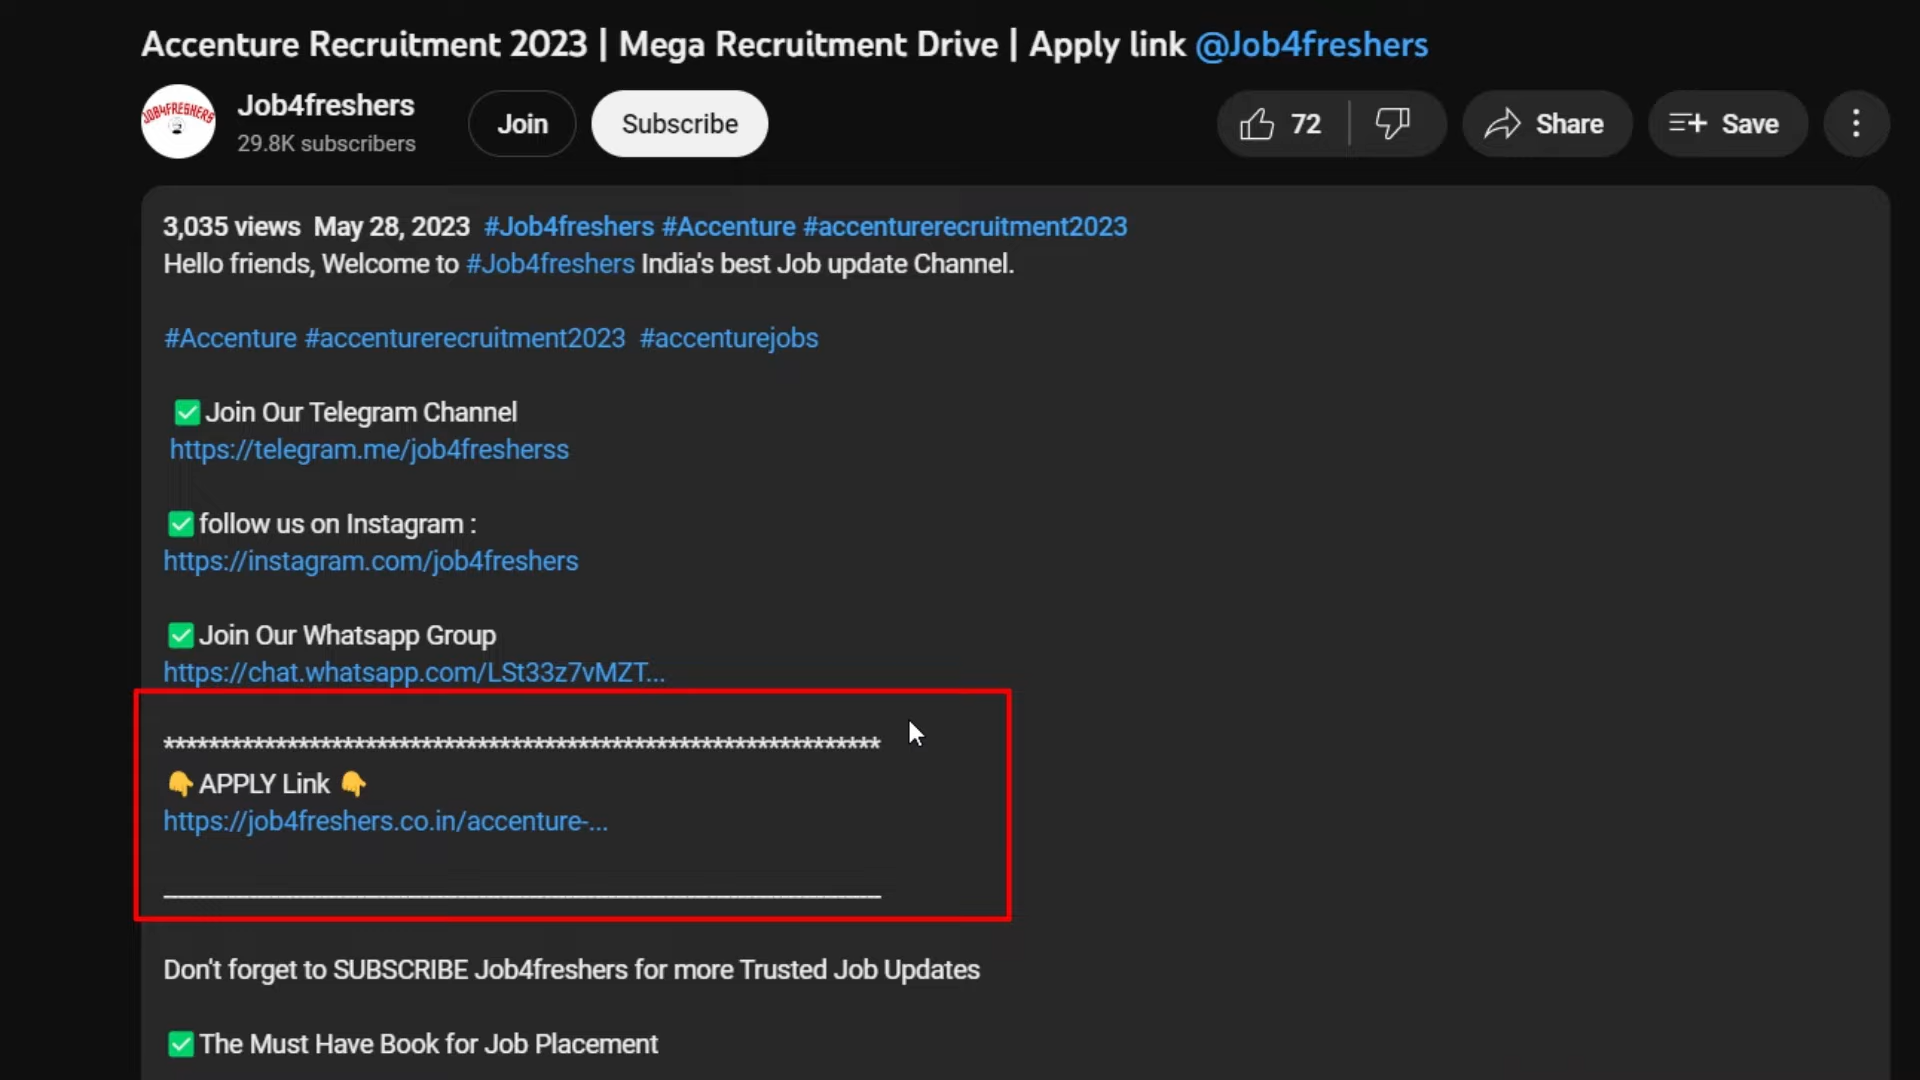 Accenture Recruitment 2023 | Mega Recruitment Drive | Apply link @Job4freshers
JOB4FRESHERS
Job4freshers
29.8K subscribers
Join
Subscribe
72
Share
Save
3,035 views May 28, 2023 #Job4freshers #Accenture #accenturerecruitment2023
Hello friends, Welcome to #Job4freshers India's best Job update Channel.
#Accenture #accenturerecruitment2023 #accenturejobs
✅Join Our Telegram Channel
https://telegram.me/job4fresherss
✅follow us on Instagram :
https://instagram.com/job4freshers
✅Join Our Whatsapp Group
https://chat.whatsapp.com/LSt33z7vMZT...
****************************************************************
👇APPLY Link 👇
https://job4freshers.co.in/accenture-...
Don't forget to SUBSCRIBE Job4freshers for more Trusted Job Updates
✅The Must Have Book for Job Placement